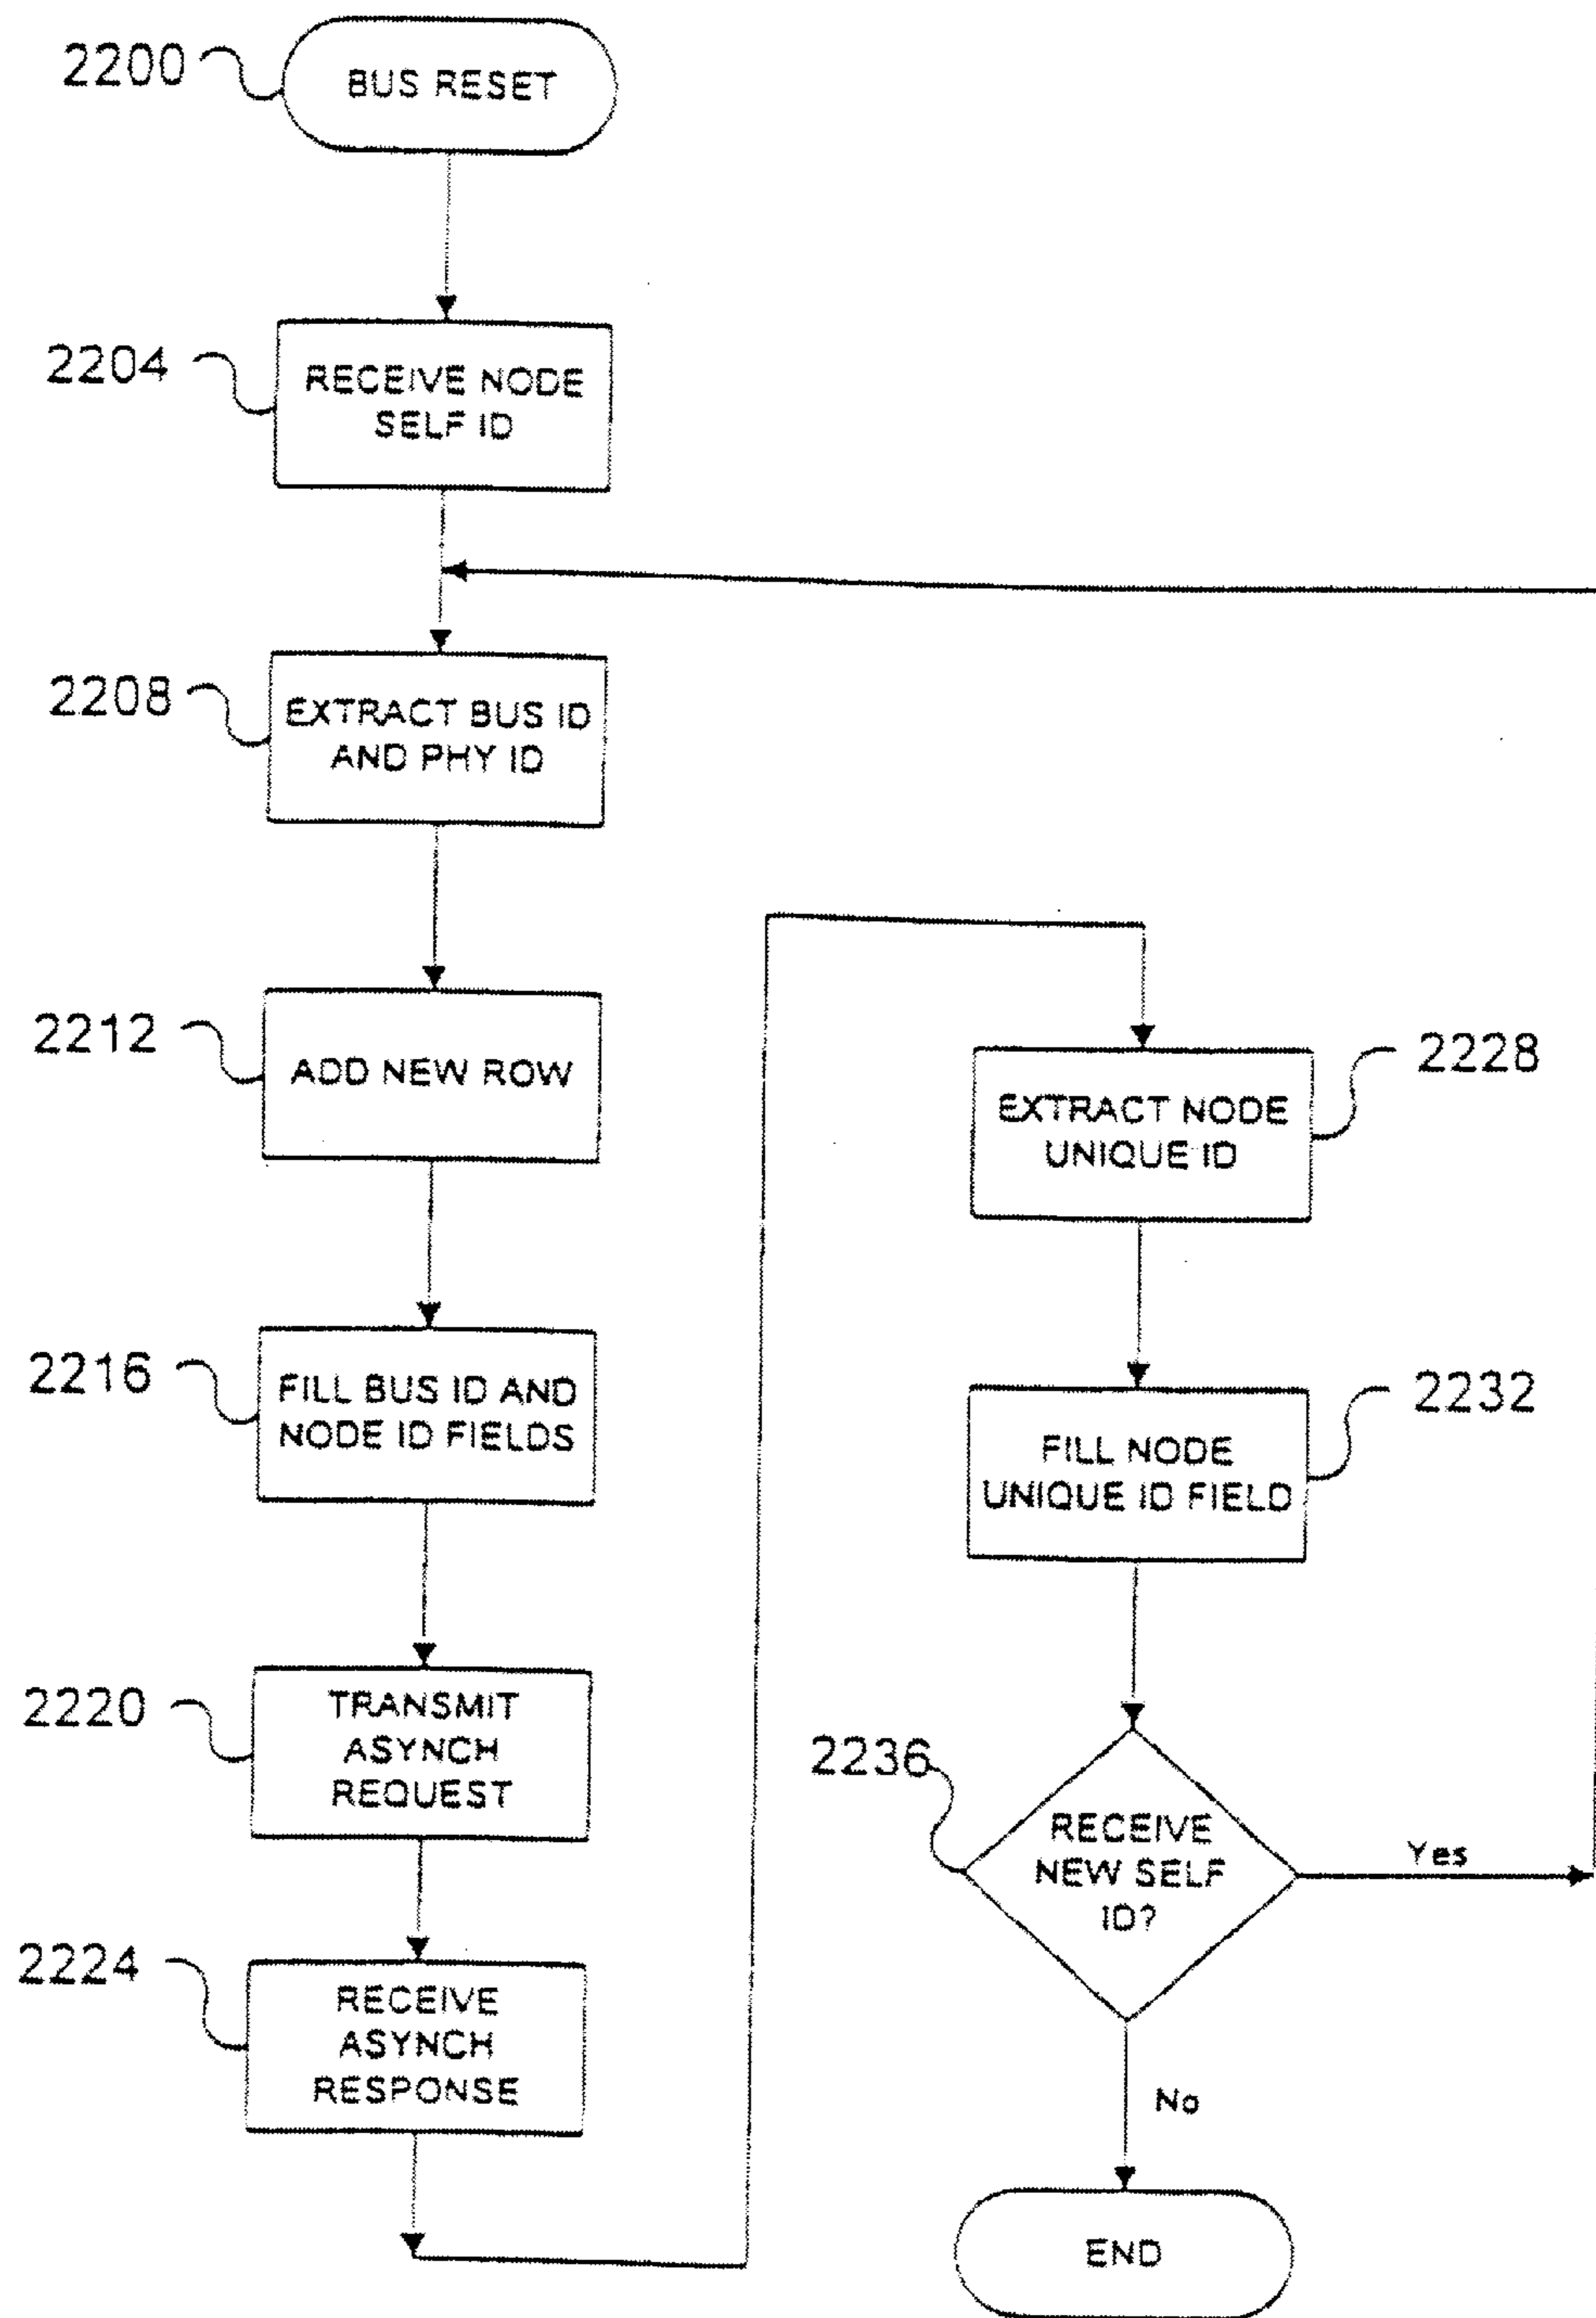 2200
BUS RESET
2204
RECEIVE NODE
SELF ID
2208
EXTRACT BUS ID
AND PHY ID
2212
ADD NEW ROW
2216
FILL BUS ID AND
NODE ID FIELDS
2220
TRANSMIT
ASYNCH
REQUEST
2224
RECEIVE
ASYNCH
RESPONSE
2228
EXTRACT NODE
UNIQUE ID
2232
FILL NODE
UNIQUE ID FIELD
2236
RECEIVE
NEW SELF
ID?
Yes
No
END